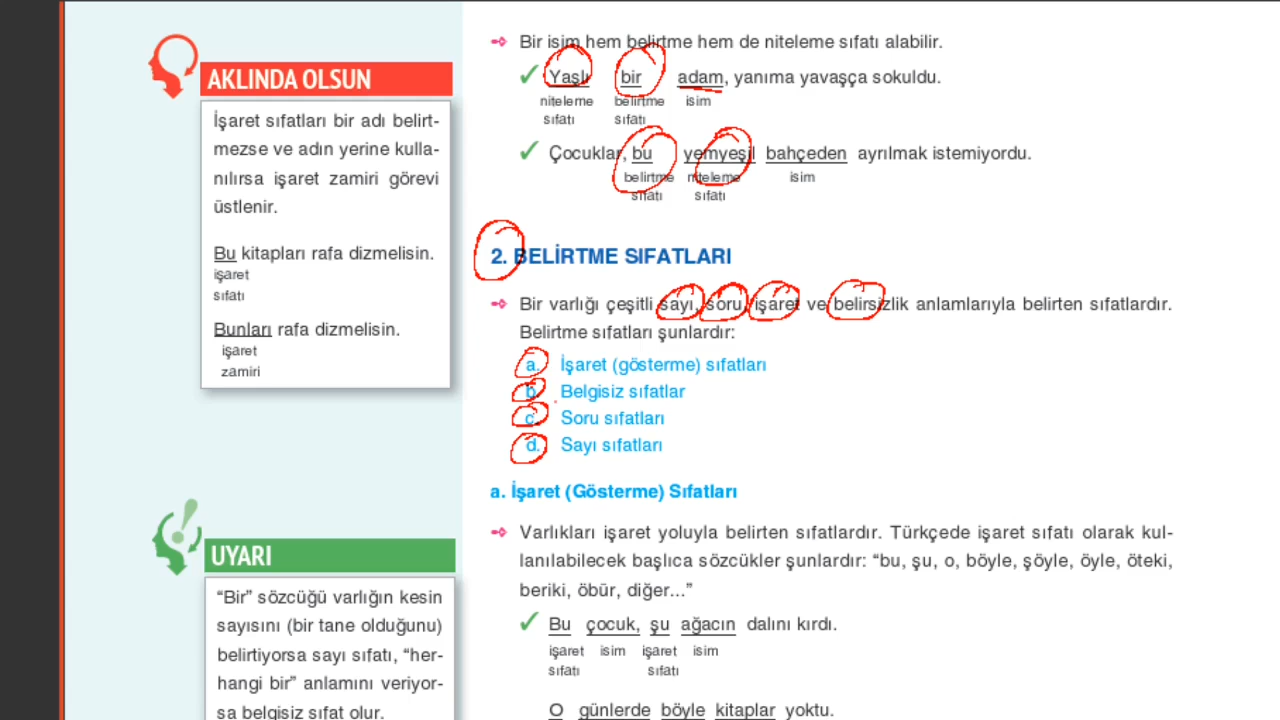 AKLINDA OLSUN
İşaret sıfatları bir adı belirt-
mezse ve adın yerine kulla-
nılırsa işaret zamiri görevi
üstlenir.
Bu kitapları rafa dizmelisin.
işaret
sıfatı
Bunları rafa dizmelisin.
işaret
zamiri
UYARI
“Bir” sözcüğü varlığın kesin
sayısını (bir tane olduğunu)
belirtiyorsa sayı sıfatı, “her-
hangi bir” anlamını veriyor-
sa belgisiz sıfat olur.
Bir isim hem belirtme hem de niteleme sıfatı alabilir.
Yaşlı bir adam, yanıma yavaşça sokuldu.
niteleme belirtme isim
sıfatı sıfatı
Çocuklar, bu yemyeşil bahçeden ayrılmak istemiyordu.
belirtme niteleme isim
sıfatı sıfatı
2. BELİRTME SIFATLARI
Bir varlığı çeşitli sayı, soru, işaret ve belirsizlik anlamlarıyla belirten sıfatlardır.
Belirtme sıfatları şunlardır:
a. İşaret (gösterme) sıfatları
b. Belgisiz sıfatlar
c. Soru sıfatları
d. Sayı sıfatları
a. İşaret (Gösterme) Sıfatları
Varlıkları işaret yoluyla belirten sıfatlardır. Türkçede işaret sıfatı olarak kul-
lanılabilecek başlıca sözcükler şunlardır: “bu, şu, o, böyle, şöyle, öyle, öteki,
beriki, öbür, diğer...”
Bu çocuk, şu ağacın dalını kırdı.
işaret isim işaret isim
sıfatı sıfatı
O günlerde böyle kitaplar yoktu.